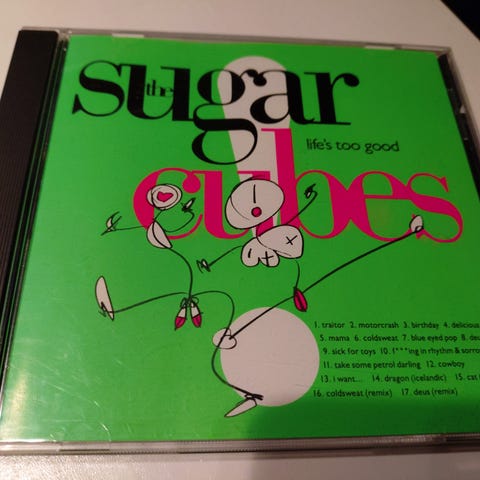 the
sugar
life's too good
cubes
1. traitor 2. motorcrash 3. birthday 4. delicious
5. mama 6. coldsweat 7. blue eyed pop 8.
9. sick for toys 10. f***ing in rhythm & sorro
11. take some petrol darling 12. cowboy
13. i want... 14. dragon (icelandic) 15. cat
16. coldsweat (remix) 17. deus (remix)